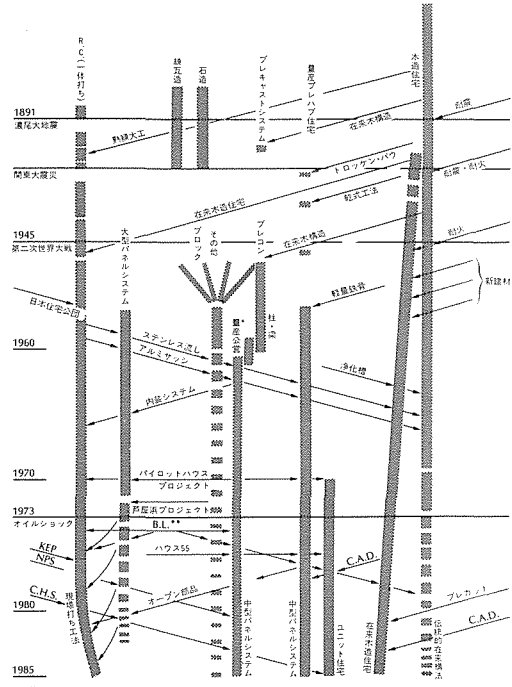 R.C(一体打ち)
煉瓦造
石造
プレキャストシステム
量産プレハブ住宅
木造住宅
1891
濃尾大地震
熟練大工
在来木構造
耐震
関東大震災
トロッケン・バウ
耐震・耐火
乾式工法
在来木造住宅
大型パネルシステム
1945
第二次世界大戦
ブロック
その他
プレコン
在来木構造
耐火
新建材
日本住宅公団
軽量鉄骨
柱・梁
量産公営*
ステンレス流し
アルミサッシ
1960
浄化槽
内装システム
1970
パイロットハウス
プロジェクト
芦屋浜プロジェクト
1973
オイルショック
B.L.**
KEP
NPS
ハウス55
C.A.D.
C.H.S.
オープン部品
プレカット
1980
現場打ち工法
中型パネルシステム
中型パネルシステム
ユニット住宅
在来木造住宅
伝統的在来構法
C.A.D.
1985